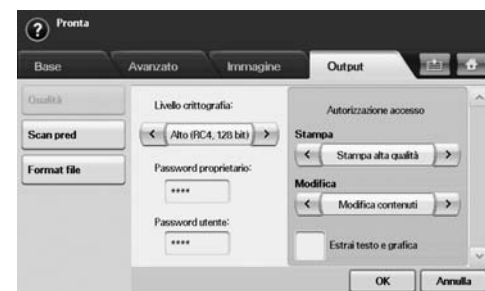 ? Pronta
Base Avanzato Immagine Output
Qualità
Scan pred
Format file
Livello crittografia:
Alto (RC4, 128 bit)
Password proprietario:
****
Password utente:
****
Autorizzazione accesso
Stampa
Stampa alta qualità
Modifica
Modifica contenuti
Estrai testo e grafica
OK Annulla